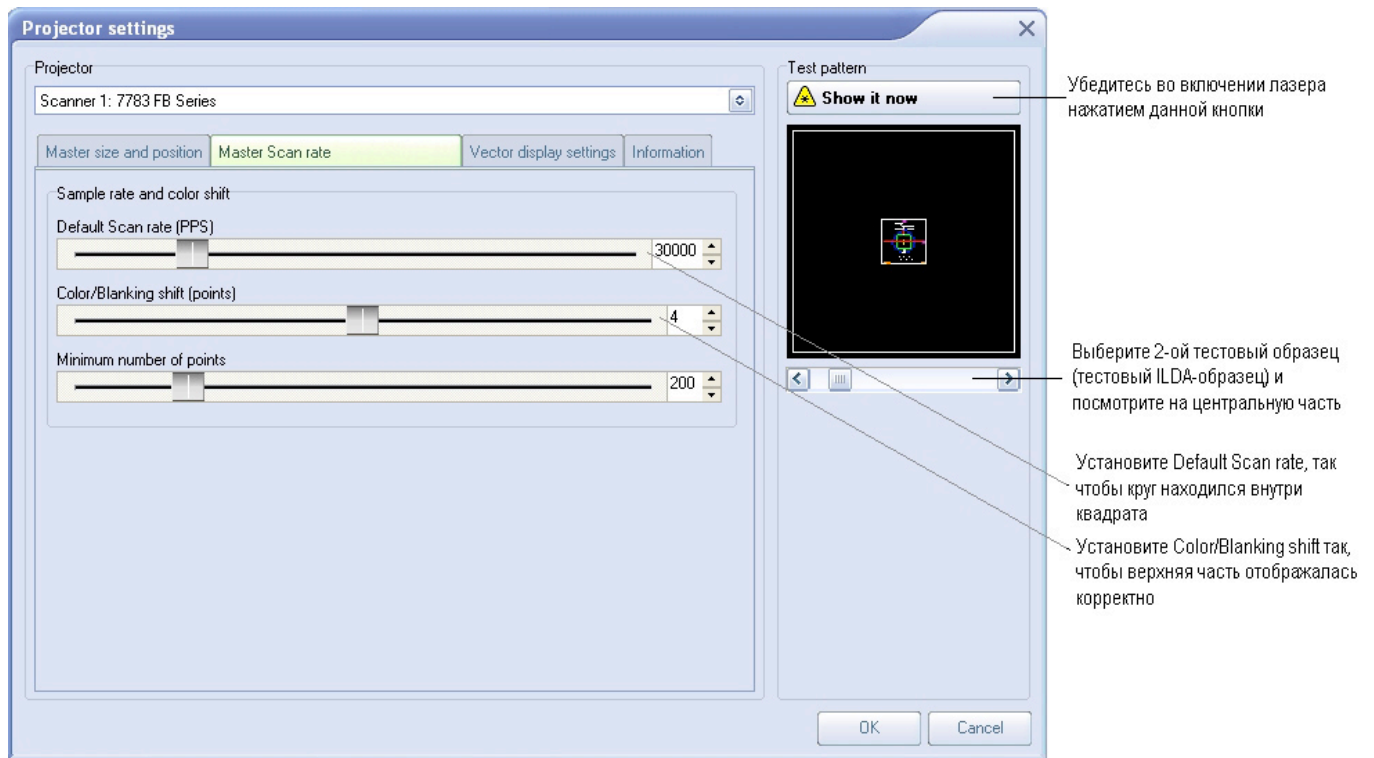 Projector settings
Projector
Scanner 1: 7783 FB Series
Master size and position
Master Scan rate
Vector display settings
Information
Sample rate and color shift
Default Scan rate (PPS)
30000
Color/Blanking shift (points)
4
Minimum number of points
200
Test pattern
Show it now
OK
Cancel
Убедитесь во включении лазера
нажатием данной кнопки
Выберите 2-ой тестовый образец
(тестовый ILDA-образец) и
посмотрите на центральную часть
Установите Default Scan rate, так
чтобы круг находился внутри
квадрата
Установите Color/Blanking shift так,
чтобы верхняя часть отображалась
корректно